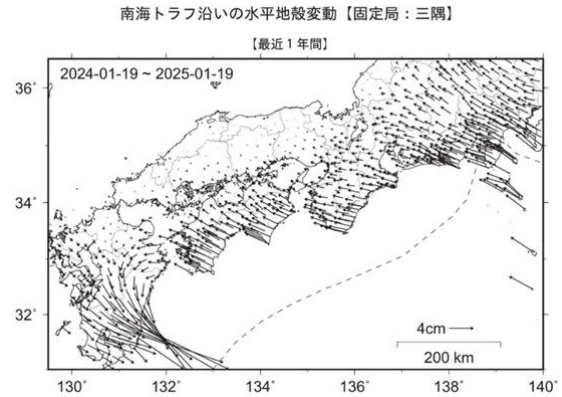 南海トラフ沿いの水平地殻変動【固定局：三隅】
【最近１年間】
2024-01-19 ~ 2025-01-19
36˚
34˚
32˚
4cm
200 km
130˚ 132˚ 134˚ 136˚ 138˚ 140˚